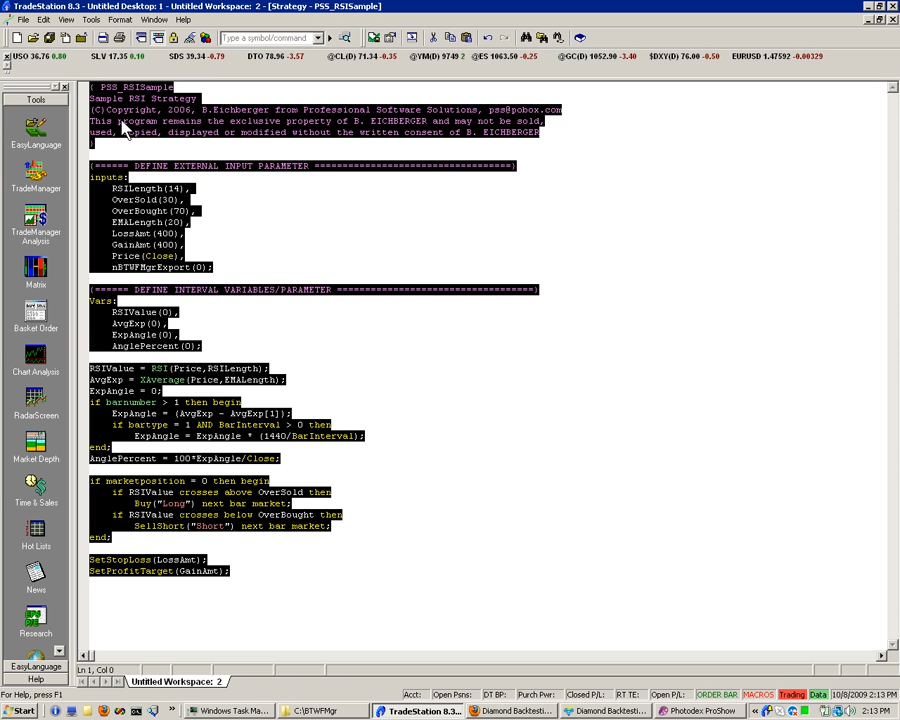 TradeStation 8.3 - Untitled Desktop: 1 - Untitled Workspace: 2 - [Strategy - PSS_RSISample]
File Edit View Tools Format Window Help
Type a symbol/command
USO 36.76 0.80 SLV 17.35 0.10 SDS 39.34 -0.79 DTO 78.96 -3.57 @CL(D) 71.34 -0.35 @YM(D) 9749 2 @ES 1063.50 -0.25 @GC(D) 1052.90 -3.40 $DXY(D) 76.00 -0.50 EURUSD 1.47592 -0.00329
Tools
EasyLanguage
TradeManager
TradeManager
Analysis
Matrix
Basket Order
Chart Analysis
RadarScreen
Market Depth
Time & Sales
Hot Lists
News
Research
EasyLanguage
Help
{ PSS_RSISample
Sample RSI Strategy
(C)Copyright, 2006, B.Eichberger from Professional Software Solutions, pss@pobox.com
This program remains the exclusive property of B. EICHBERGER and may not be sold,
used, copied, displayed or modified without the written consent of B. EICHBERGER
}
{====== DEFINE EXTERNAL INPUT PARAMETER ===================================}
inputs:
RSILength(14),
OverSold(30),
OverBought(70),
EMALength(20),
LossAmt(400),
GainAmt(400),
Price(Close),
nBTWFMgrExport(0);
{====== DEFINE INTERVAL VARIABLES/PARAMETER ===================================}
Vars:
RSIValue(0),
AvgExp(0),
ExpAngle(0),
AnglePercent(0);
RSIValue = RSI(Price,RSILength);
AvgExp = XAverage(Price,EMALength);
ExpAngle = 0;
if barnumber > 1 then begin
ExpAngle = (AvgExp - AvgExp[1]);
if bartype = 1 AND BarInterval > 0 then
ExpAngle = ExpAngle * (1440/BarInterval);
end;
AnglePercent = 100*ExpAngle/Close;
if marketposition = 0 then begin
if RSIValue crosses above OverSold then
Buy("Long") next bar market;
if RSIValue crosses below OverBought then
SellShort("Short") next bar market;
end;
SetStopLoss(LossAmt);
SetProfitTarget(GainAmt);
Ln 1, Col 0
Untitled Workspace: 2
For Help, press F1
Acct: Open Psns: DT BP: Purch Pwr: Closed P/L: RT TE: Open P/L: ORDER BAR MACROS Trading Data 10/8/2009 2:13 PM
Start Windows Task Ma... C:\BTWFMgr TradeStation 8.3... Diamond Backtesti... Diamond Backtesti... Photodex ProShow 2:13 PM